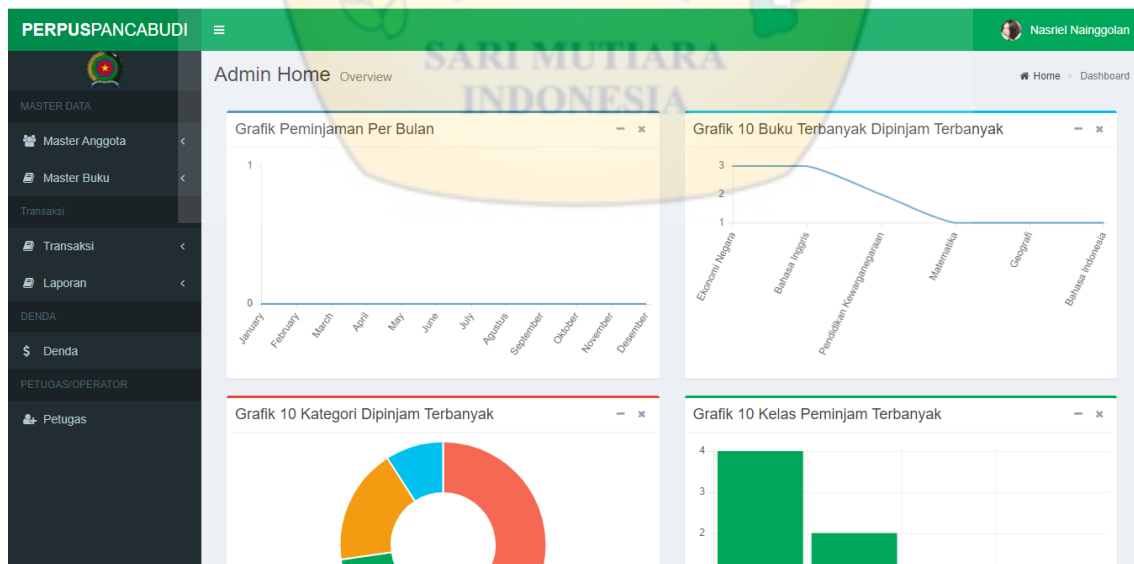 PERPUSPANCABUDI
Nasriel Nainggolan
SARI MUTIARA
INDONESIA
Admin Home Overview
Home > Dashboard
MASTER DATA
Master Anggota
Master Buku
Transaksi
Transaksi
Laporan
DENDA
$ Denda
PETUGAS/OPERATOR
Petugas
Grafik Peminjaman Per Bulan
1
0
January
February
March
April
May
June
July
Agustus
September
Oktober
November
Desember
Grafik 10 Buku Terbanyak Dipinjam Terbanyak
3
2
1
Ekonomi Negara
Bahasa Inggris
Pendidikan Kewarganegaraan
Matematika
Geografi
Bahasa Indonesia
Grafik 10 Kategori Dipinjam Terbanyak
Grafik 10 Kelas Peminjam Terbanyak
4
3
2